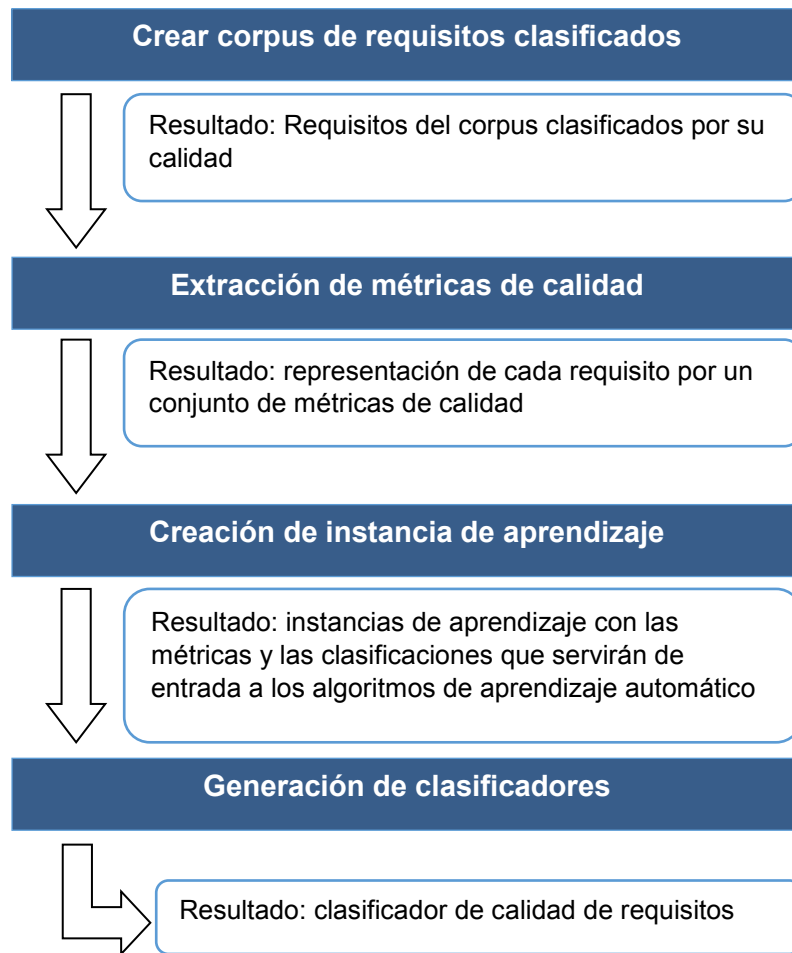 Crear corpus de requisitos clasificados
Resultado: Requisitos del corpus clasificados por su
calidad
Extracción de métricas de calidad
Resultado: representación de cada requisito por un
conjunto de métricas de calidad
Creación de instancia de aprendizaje
Resultado: instancias de aprendizaje con las
métricas y las clasificaciones que servirán de
entrada a los algoritmos de aprendizaje automático
Generación de clasificadores
Resultado: clasificador de calidad de requisitos